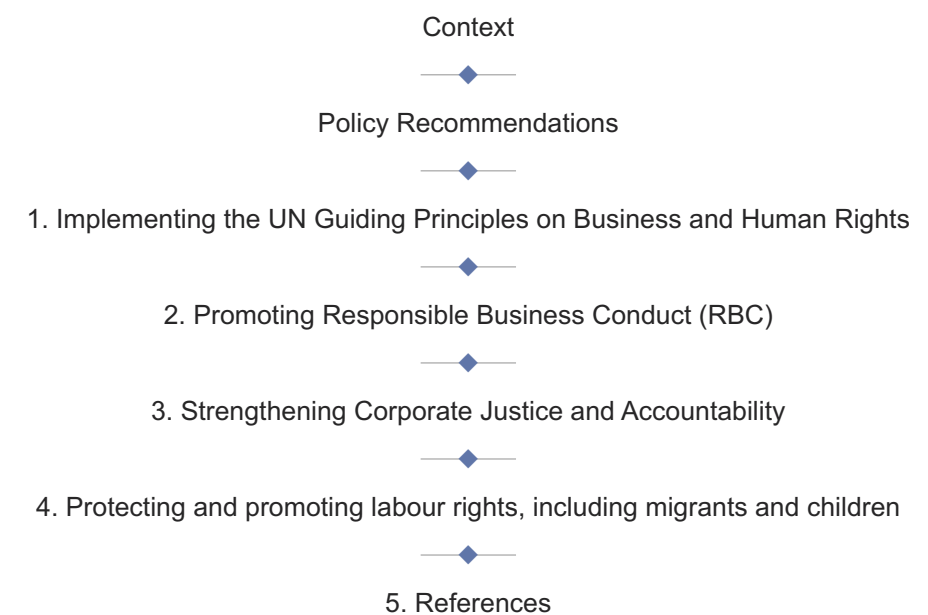 Context
Policy Recommendations
1. Implementing the UN Guiding Principles on Business and Human Rights
2. Promoting Responsible Business Conduct (RBC)
3. Strengthening Corporate Justice and Accountability
4. Protecting and promoting labour rights, including migrants and children
5. References